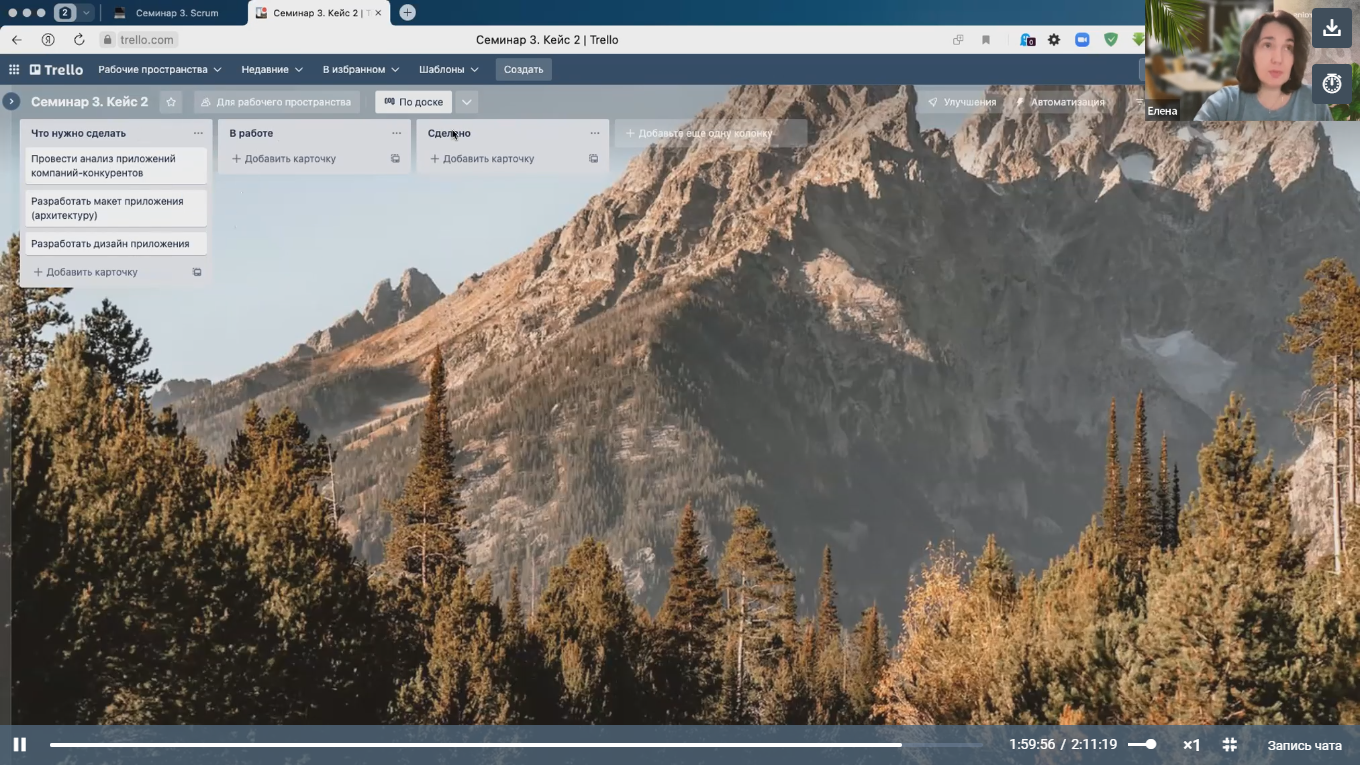 2
Семинар 3. Scrum
Семинар 3. Кейс 2 | T
trello.com
Семинар 3. Кейс 2 | Trello
Trello
Рабочие пространства
Недавние
В избранном
Шаблоны
Создать
Елена
Семинар 3. Кейс 2
Для рабочего пространства
По доске
Улучшения
Автоматизация
Что нужно сделать
В работе
Сделано
+ Добавьте еще одну колонку
Провести анализ приложений
компаний-конкурентов
+ Добавить карточку
+ Добавить карточку
Разработать макет приложения
(архитектуру)
Разработать дизайн приложения
+ Добавить карточку
1:59:56 / 2:11:19
×1
Запись чата